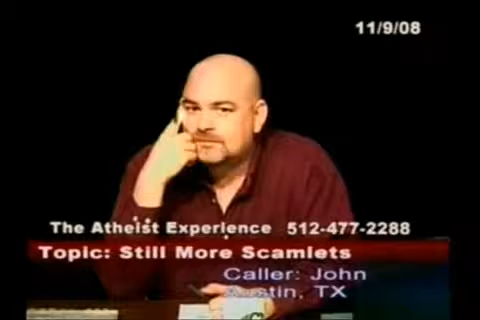 11/9/08
The Atheist Experience 512-477-2288
Topic: Still More Scamlets
Caller: John
Austin, TX